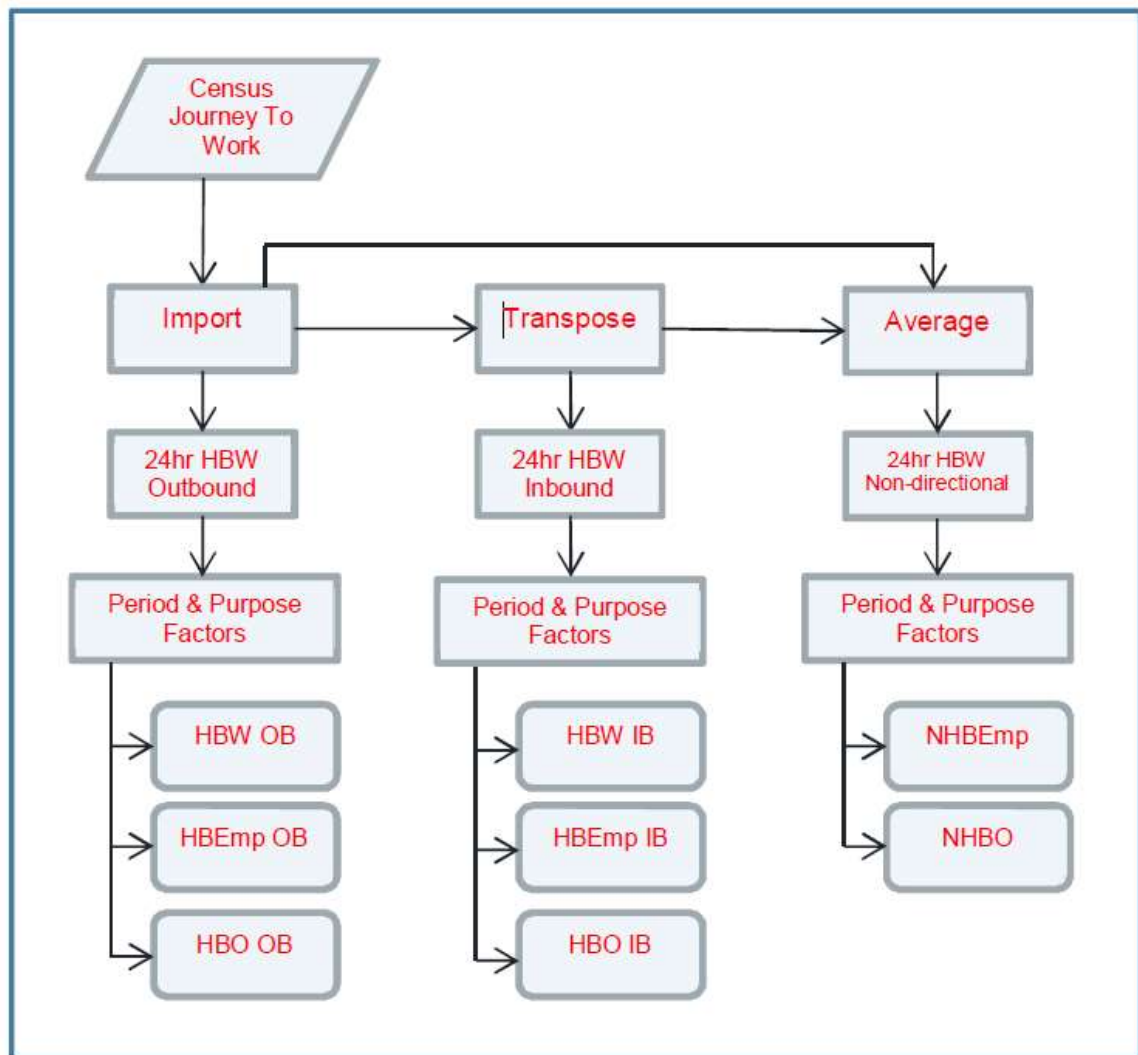 Census
Journey To
Work
Import
Transpose
Average
24hr HBW
Outbound
24hr HBW
Inbound
24hr HBW
Non-directional
Period & Purpose
Factors
Period & Purpose
Factors
Period & Purpose
Factors
HBW OB
HBW IB
NHBEmp
HBEmp OB
HBEmp IB
NHBO
HBO OB
HBO IB